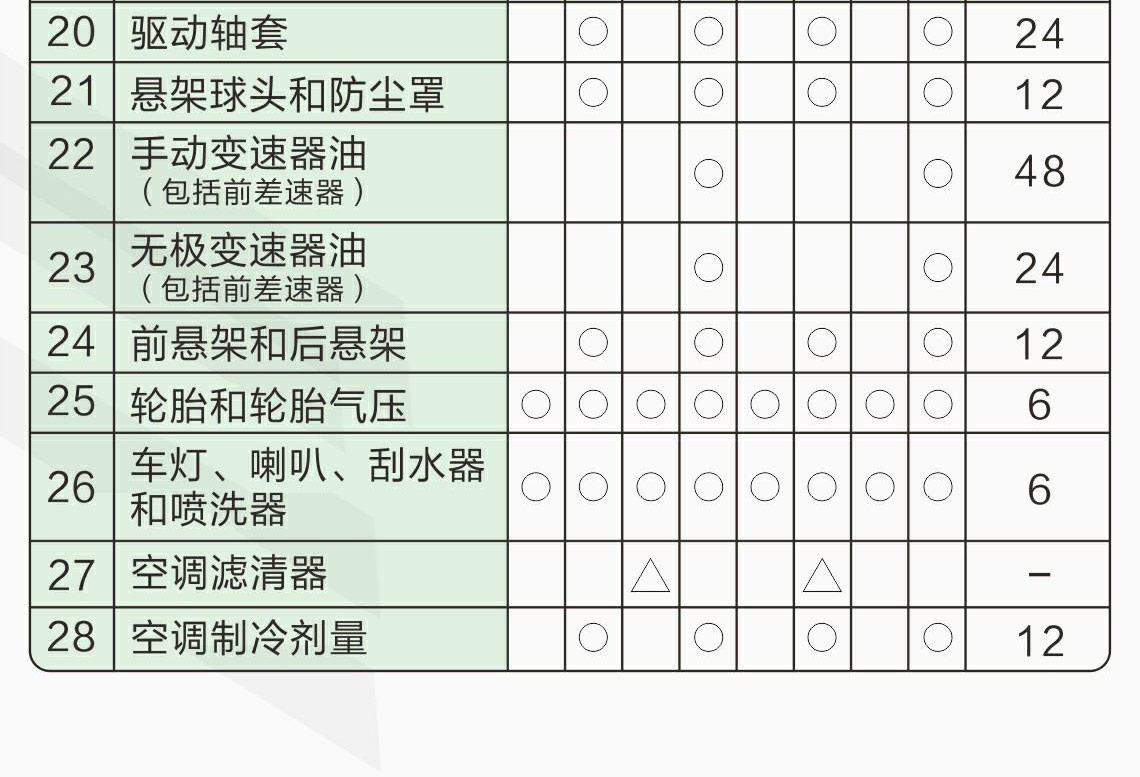 20 驱动轴套 ○ ○ ○ ○ 24
21 悬架球头和防尘罩 ○ ○ ○ ○ 12
22 手动变速器油 ○ ○ 48
（包括前差速器）
23 无极变速器油 ○ ○ 24
（包括前差速器）
24 前悬架和后悬架 ○ ○ ○ ○ 12
25 轮胎和轮胎气压 ○ ○ ○ ○ ○ ○ ○ ○ 6
26 车灯、喇叭、刮水器 ○ ○ ○ ○ ○ ○ ○ ○ 6
和喷洗器
27 空调滤清器 △ △ –
28 空调制冷剂量 ○ ○ ○ ○ 12